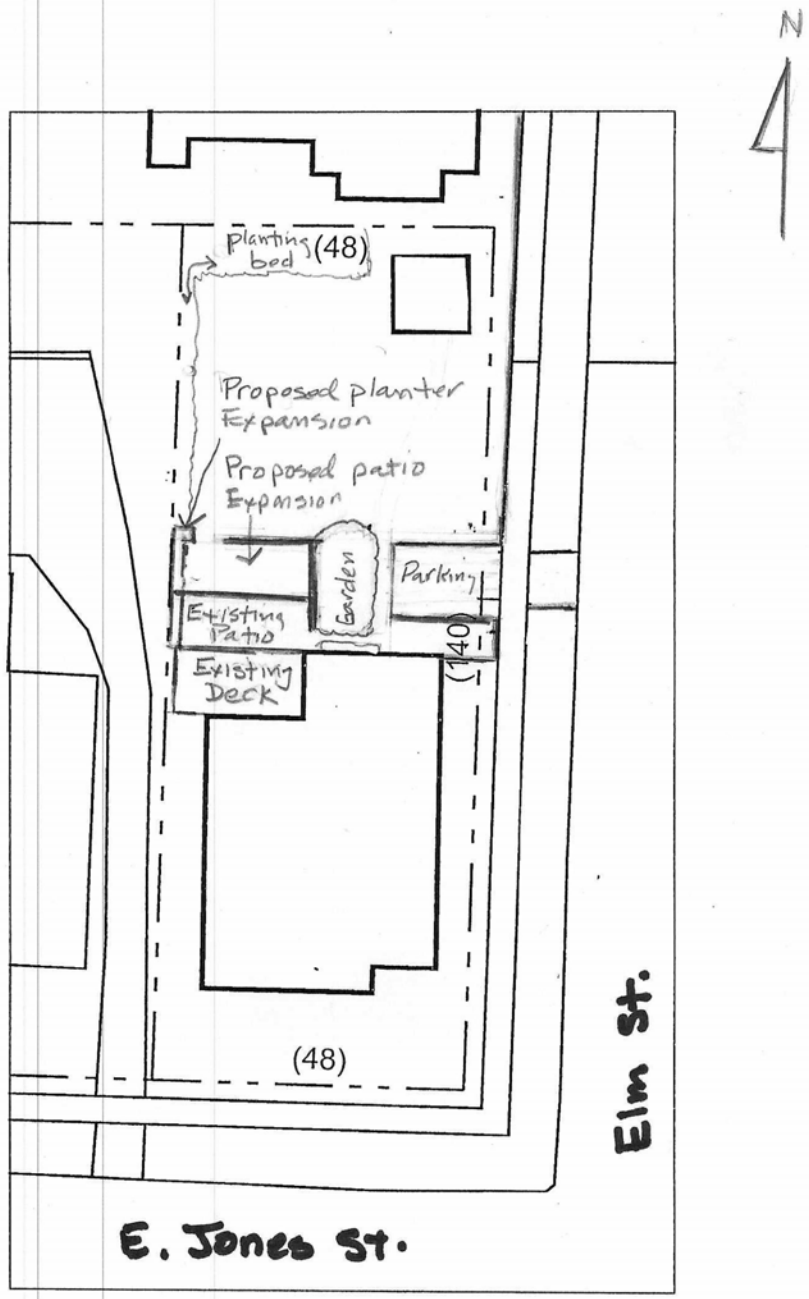 N
planting (48)
bed
Proposed planter
Expansion
Proposed patio
Expansion
Garden
Parking
Existing
Patio
(140)
Existing
Deck
(48)
Elm St.
E. Jones St.